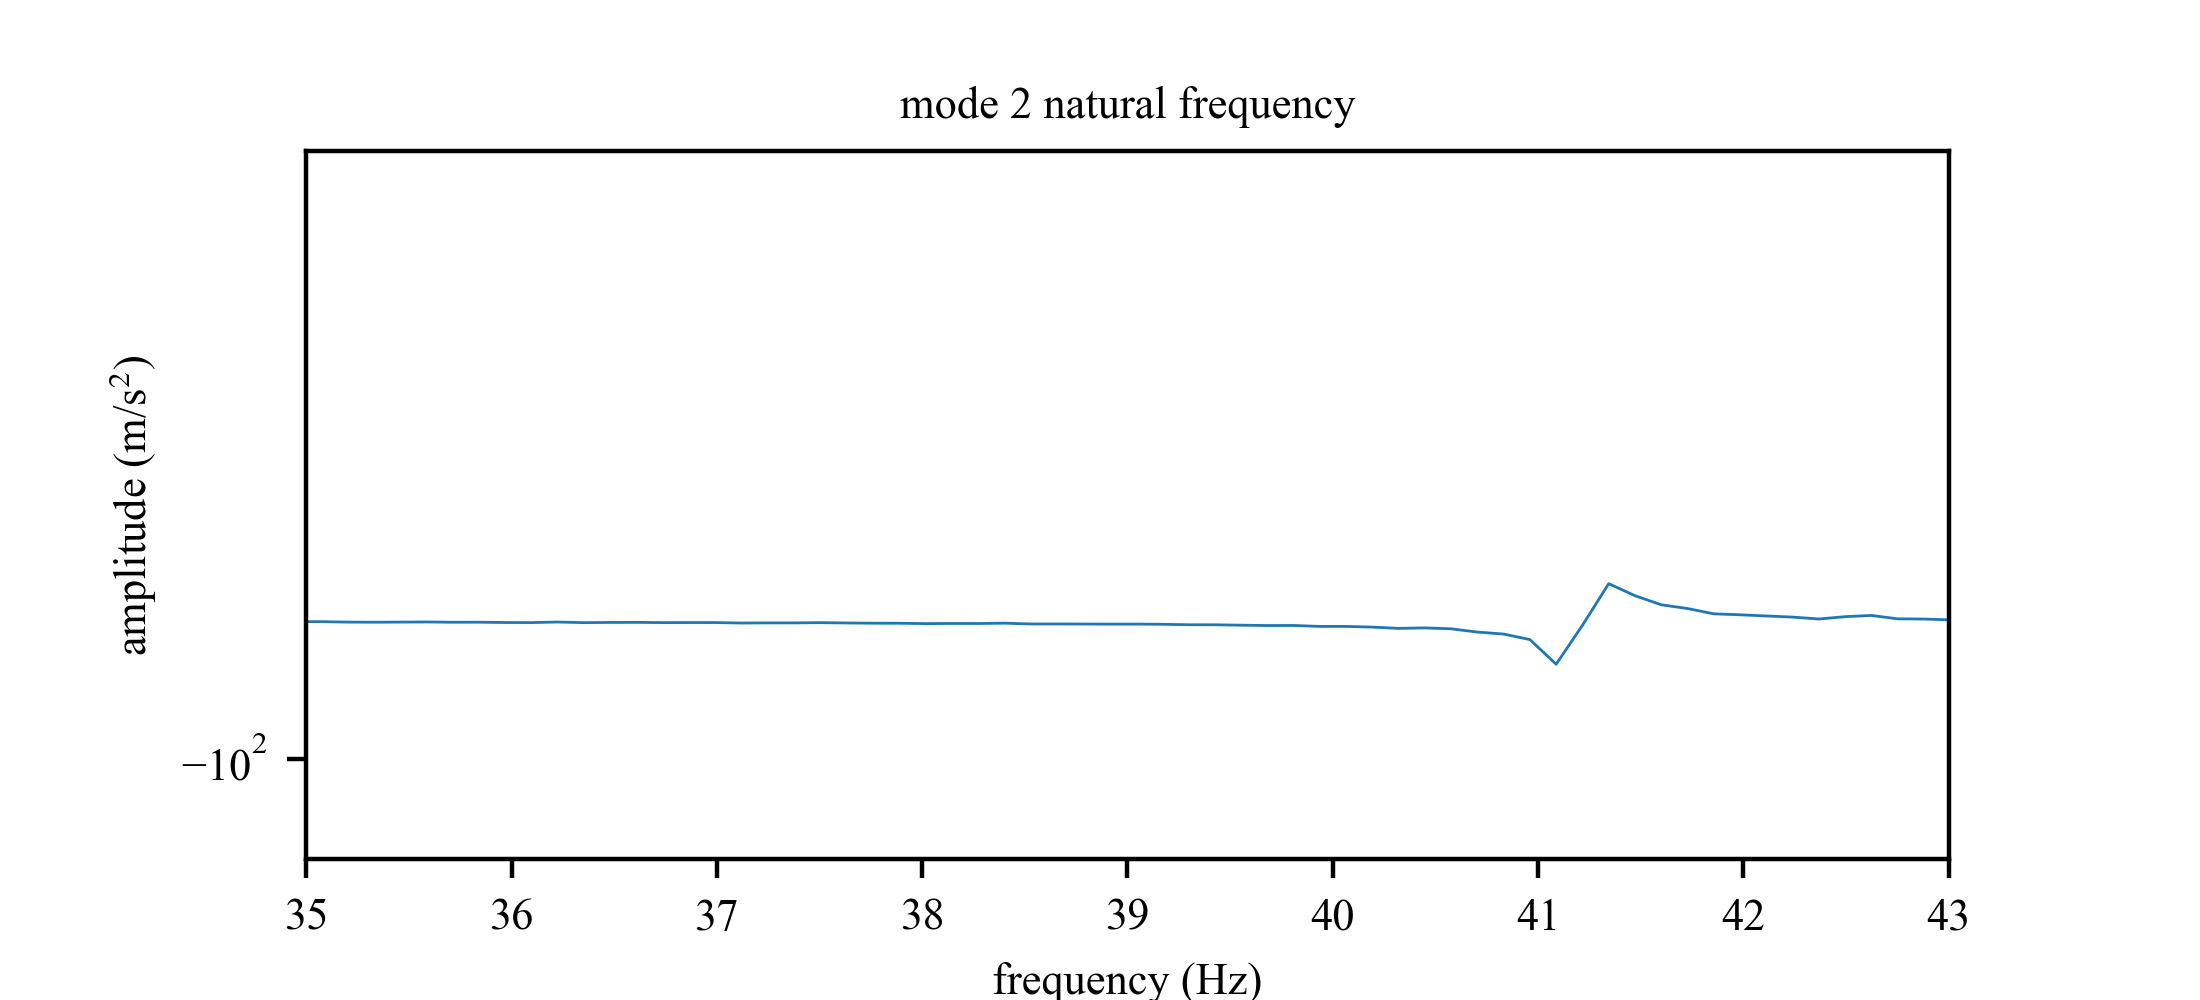 mode 2 natural frequency
amplitude (m/s²)
−10²
35 36 37 38 39 40 41 42 43
frequency (Hz)